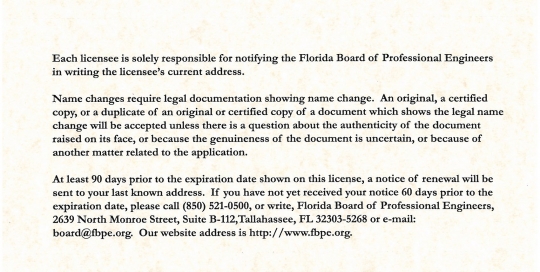 Each licensee is solely responsible for notifying the Florida Board of Professional Engineers
in writing the licensee's current address.
Name changes require legal documentation showing name change. An original, a certified
copy, or a duplicate of an original or certified copy of a document which shows the legal name
change will be accepted unless there is a question about the authenticity of the document
raised on its face, or because the genuineness of the document is uncertain, or because of
another matter related to the application.
At least 90 days prior to the expiration date shown on this license, a notice of renewal will be
sent to your last known address. If you have not yet received your notice 60 days prior to the
expiration date, please call (850) 521-0500, or write, Florida Board of Professional Engineers,
2639 North Monroe Street, Suite B-112,Tallahassee, FL 32303-5268 or e-mail:
board@fbpe.org. Our website address is http://www.fbpe.org.